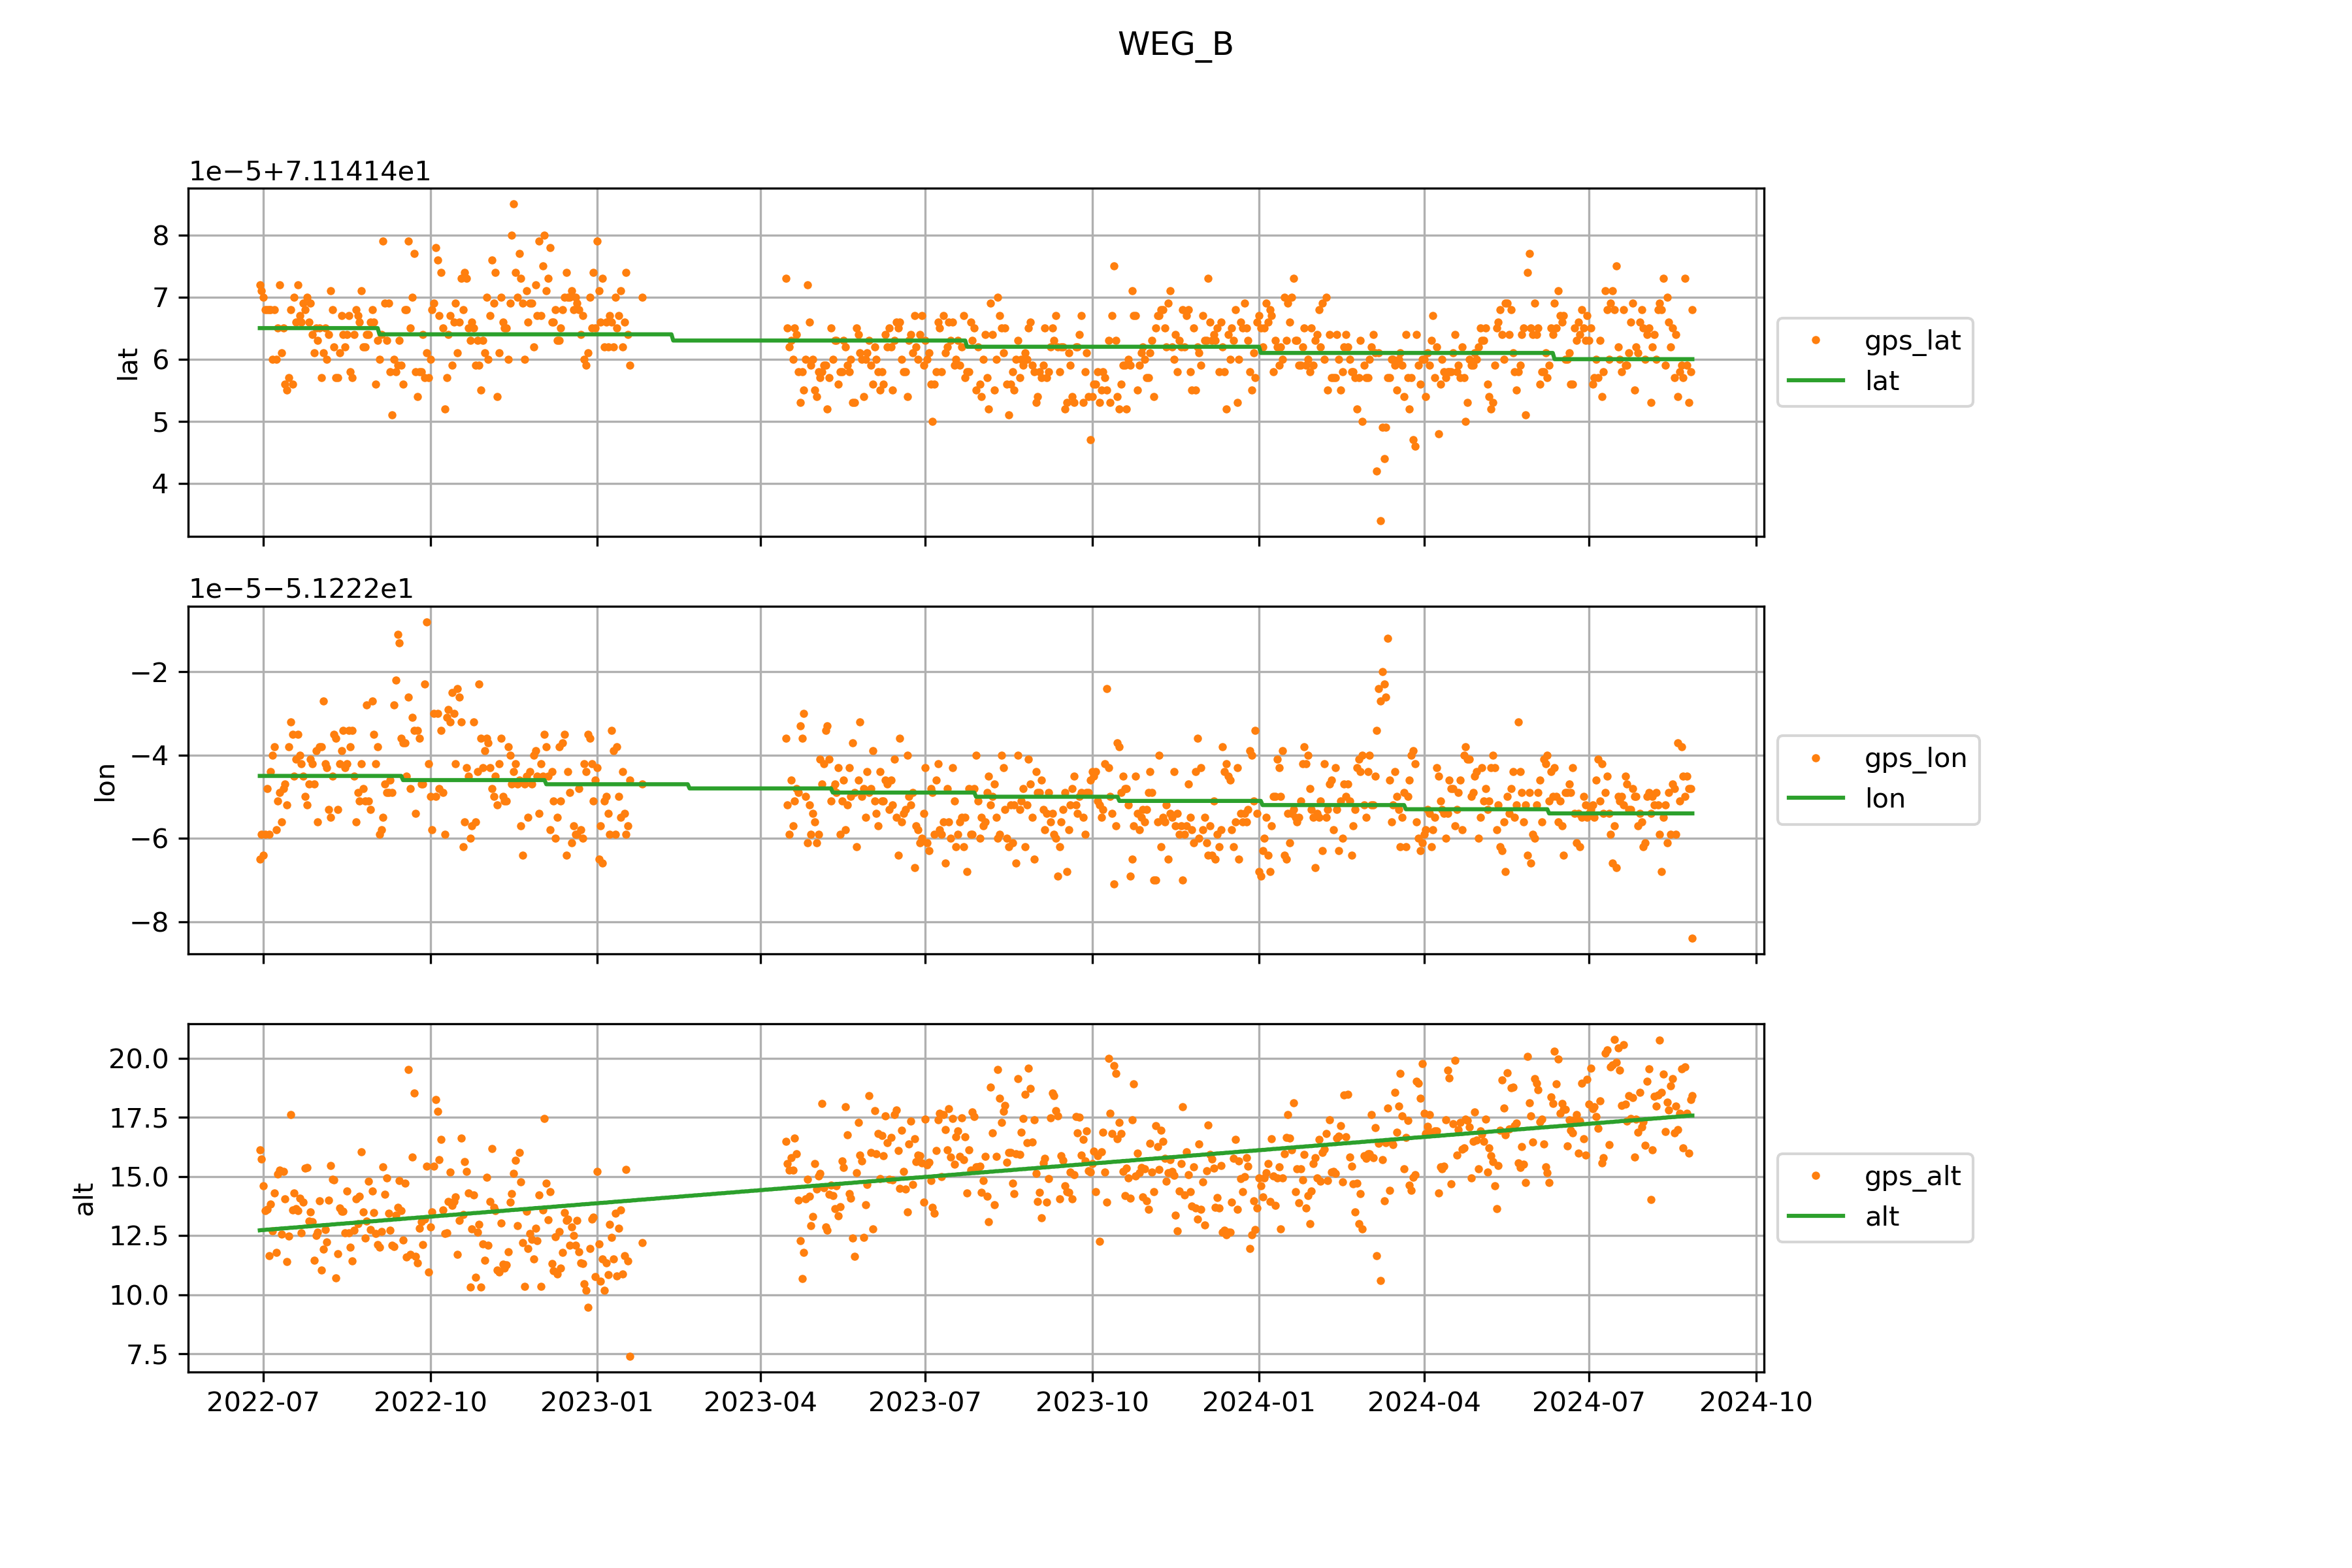 WEG_B
1e−5+7.11414e1
8
7
6
5
4
lat
gps_lat
lat
1e−5−5.1222e1
−2
−4
−6
−8
lon
gps_lon
lon
20.0
17.5
15.0
12.5
10.0
7.5
alt
gps_alt
alt
2022-07 2022-10 2023-01 2023-04 2023-07 2023-10 2024-01 2024-04 2024-07 2024-10